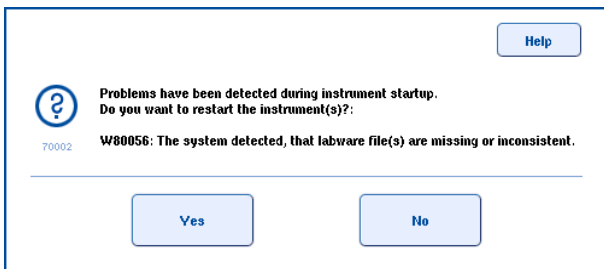 Help
Problems have been detected during instrument startup.
Do you want to restart the instrument(s)?:
70002
W80056: The system detected, that labware file(s) are missing or inconsistent.
Yes
No